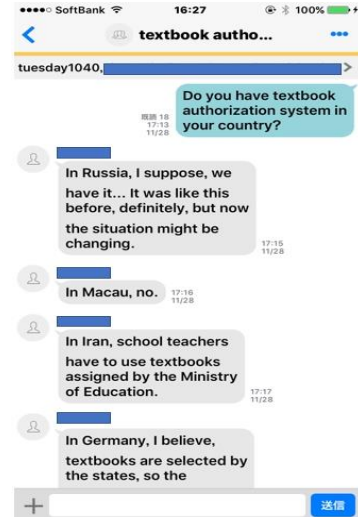 SoftBank 16:27 100%
textbook autho...
tuesday1040,
Do you have textbook
authorization system in
your country?
既読 18
17:13
11/28
In Russia, I suppose, we
have it... It was like this
before, definitely, but now
the situation might be
changing.
17:15
11/28
In Macau, no.
17:16
11/28
In Iran, school teachers
have to use textbooks
assigned by the Ministry
of Education.
17:17
11/28
In Germany, I believe,
textbooks are selected by
the states, so the
送信